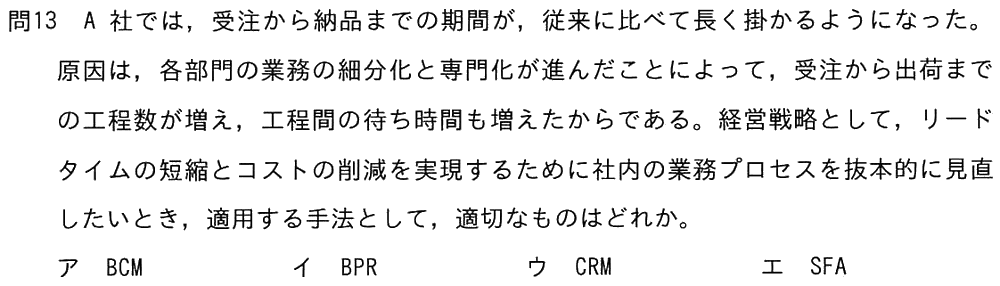 問13 A 社では，受注から納品までの期間が，従来に比べて長く掛かるようになった。
原因は，各部門の業務の細分化と専門化が進んだことによって，受注から出荷まで
の工程数が増え，工程間の待ち時間も増えたからである。経営戦略として，リード
タイムの短縮とコストの削減を実現するために社内の業務プロセスを抜本的に見直
したいとき，適用する手法として，適切なものはどれか。
ア BCM イ BPR ウ CRM エ SFA